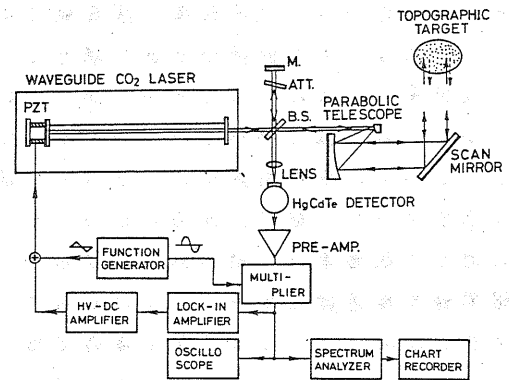 TOPOGRAPHIC
TARGET
M.
WAVEGUIDE CO₂ LASER
ATT.
PZT
B.S.
PARABOLIC
TELESCOPE
LENS
SCAN
MIRROR
HgCdTe DETECTOR
PRE-AMP.
FUNCTION
GENERATOR
MULTI-
PLIER
HV-DC
AMPLIFIER
LOCK-IN
AMPLIFIER
OSCILLO
SCOPE
SPECTRUM
ANALYZER
CHART
RECORDER